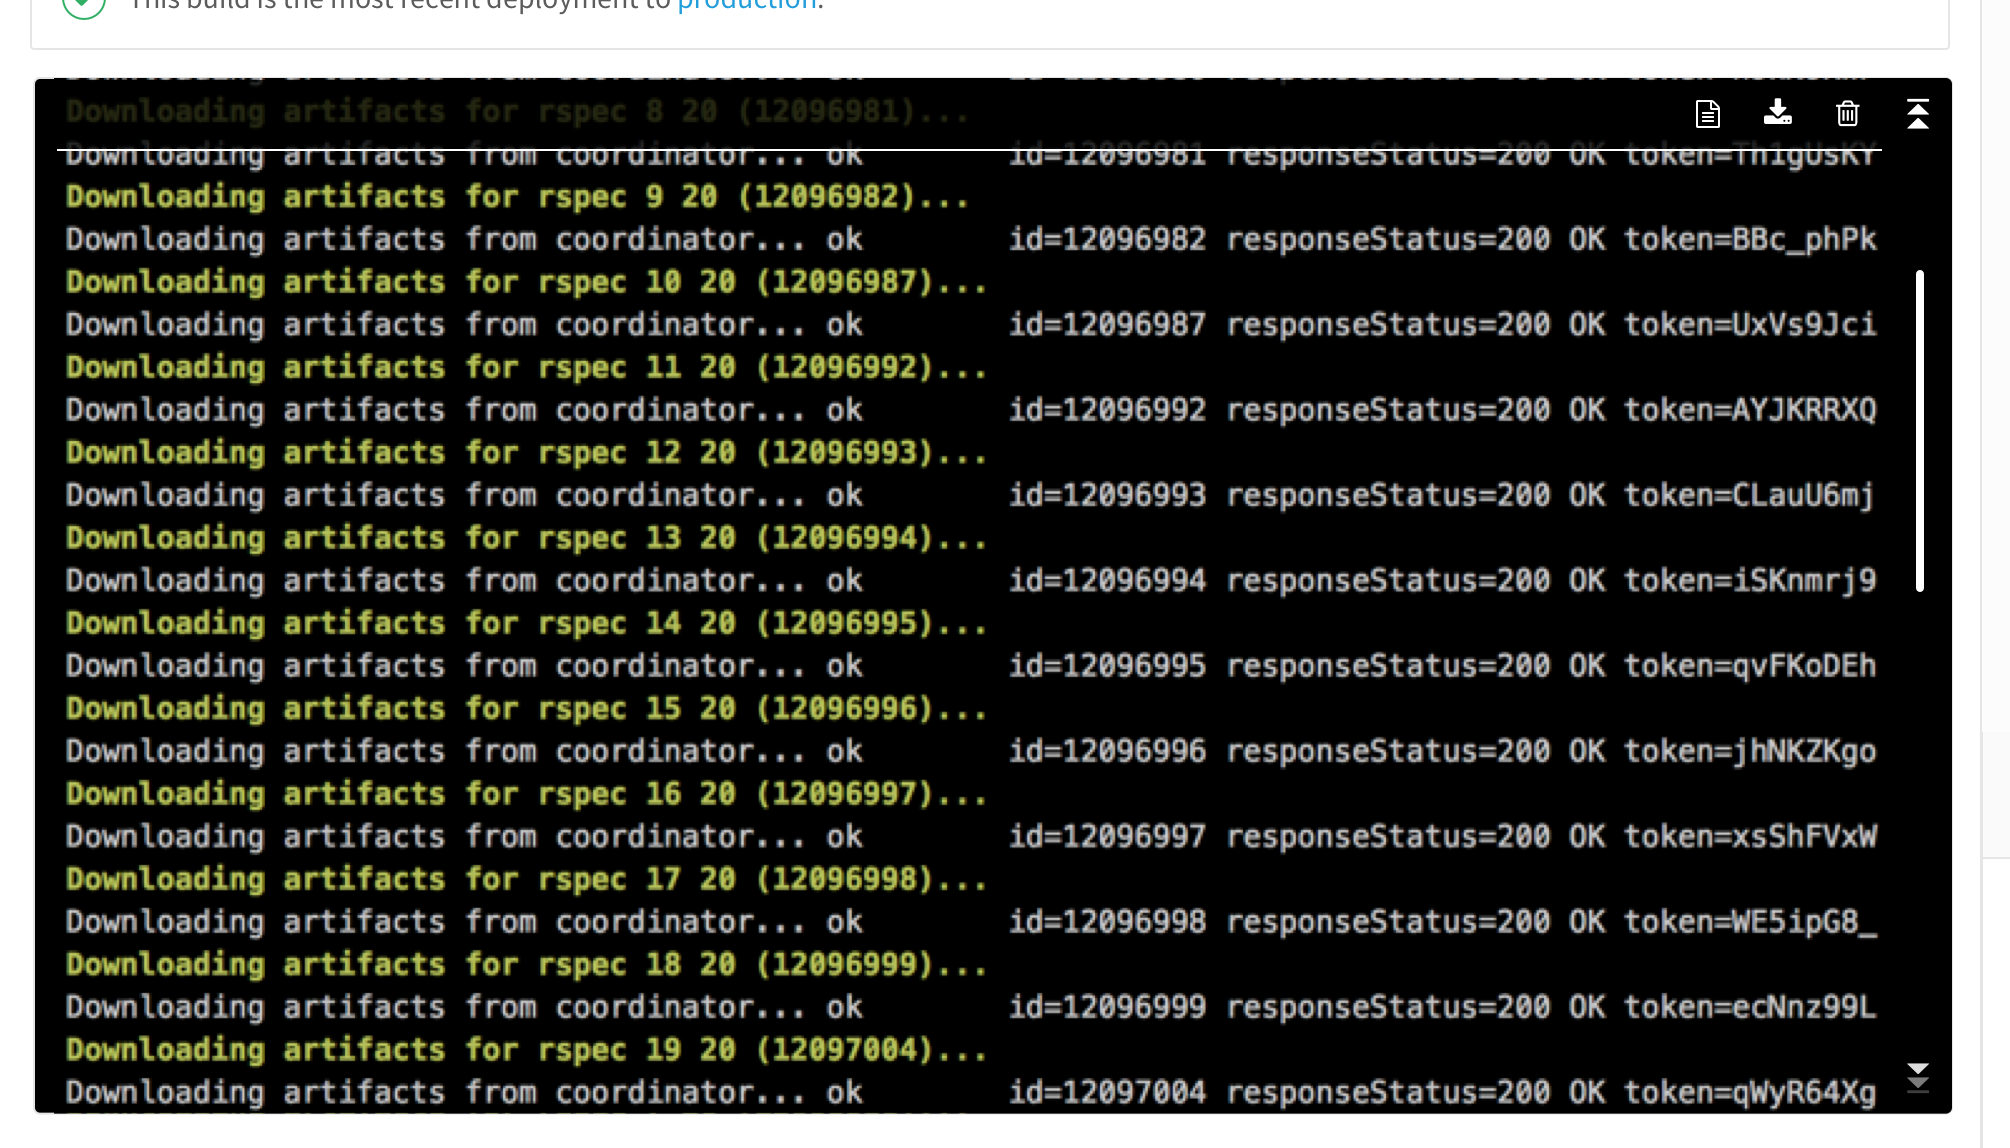 This build is the most recent deployment to production.
Downloading artifacts from coordinator... ok id=12096980 responseStatus=200 OK
Downloading artifacts for rspec 8 20 (12096981)...
Downloading artifacts from coordinator... ok id=12096981 responseStatus=200 OK token=Th1gUsKY
Downloading artifacts for rspec 9 20 (12096982)...
Downloading artifacts from coordinator... ok id=12096982 responseStatus=200 OK token=BBc_phPk
Downloading artifacts for rspec 10 20 (12096987)...
Downloading artifacts from coordinator... ok id=12096987 responseStatus=200 OK token=UxVs9Jci
Downloading artifacts for rspec 11 20 (12096992)...
Downloading artifacts from coordinator... ok id=12096992 responseStatus=200 OK token=AYJKRRXQ
Downloading artifacts for rspec 12 20 (12096993)...
Downloading artifacts from coordinator... ok id=12096993 responseStatus=200 OK token=CLauU6mj
Downloading artifacts for rspec 13 20 (12096994)...
Downloading artifacts from coordinator... ok id=12096994 responseStatus=200 OK token=iSKnmrj9
Downloading artifacts for rspec 14 20 (12096995)...
Downloading artifacts from coordinator... ok id=12096995 responseStatus=200 OK token=qvFKoDEh
Downloading artifacts for rspec 15 20 (12096996)...
Downloading artifacts from coordinator... ok id=12096996 responseStatus=200 OK token=jhNKZKgo
Downloading artifacts for rspec 16 20 (12096997)...
Downloading artifacts from coordinator... ok id=12096997 responseStatus=200 OK token=xsShFVxW
Downloading artifacts for rspec 17 20 (12096998)...
Downloading artifacts from coordinator... ok id=12096998 responseStatus=200 OK token=WE5ipG8_
Downloading artifacts for rspec 18 20 (12096999)...
Downloading artifacts from coordinator... ok id=12096999 responseStatus=200 OK token=ecNnz99L
Downloading artifacts for rspec 19 20 (12097004)...
Downloading artifacts from coordinator... ok id=12097004 responseStatus=200 OK token=qWyR64Xg